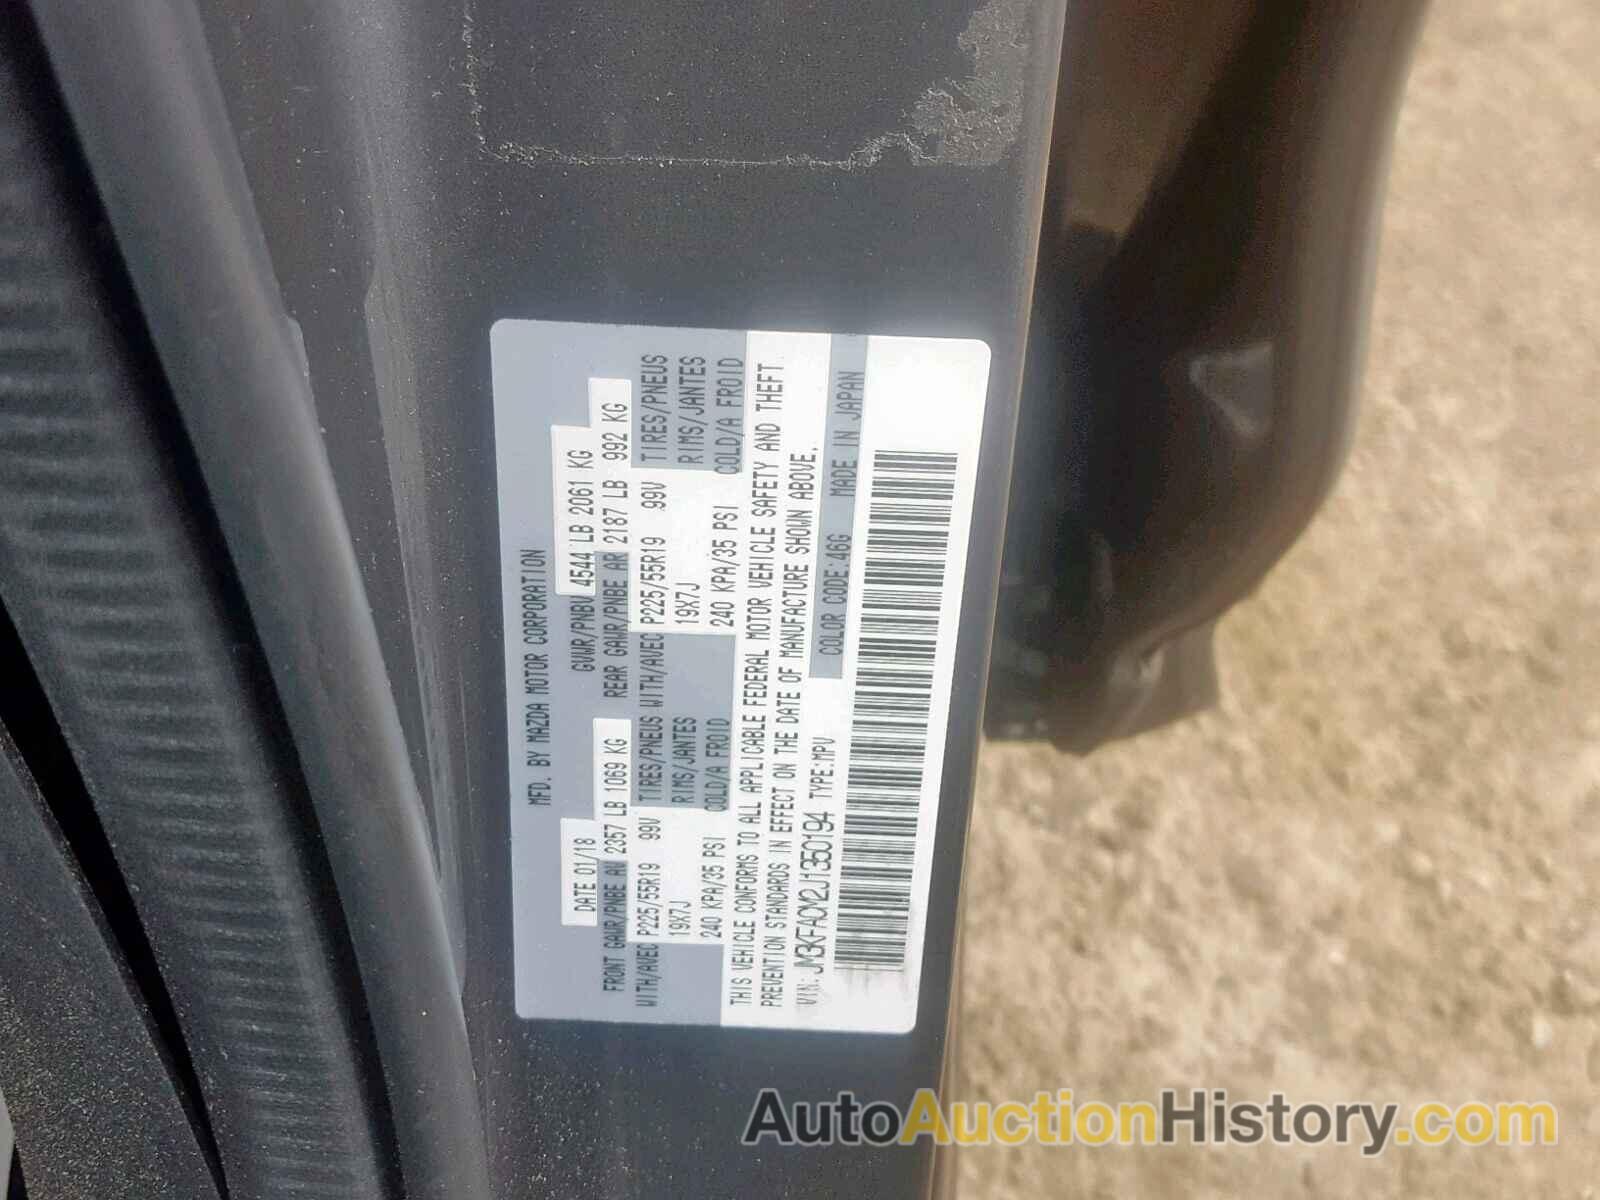 MFD. BY MAZDA MOTOR CORPORATION
DATE 01/18 GVWR/PNBV 4544 LB 2061 KG
FRONT GAWR/PNBE AV 2357 LB 1069 KG REAR GAWR/PNBE AR 2187 LB 992 KG
WITH/AVEC P225/55R19 99V TIRES/PNEUS WITH/AVEC P225/55R19 99V TIRES/PNEUS
19X7J RIMS/JANTES 19X7J RIMS/JANTES
240 KPA/35 PSI COLD/A FROID 240 KPA/35 PSI COLD/A FROID
THIS VEHICLE CONFORMS TO ALL APPLICABLE FEDERAL MOTOR VEHICLE SAFETY AND THEFT
PREVENTION STANDARDS IN EFFECT ON THE DATE OF MANUFACTURE SHOWN ABOVE.
VIN: JM3KFACM2J1350194 TYPE:MPV COLOR CODE:46G MADE IN JAPAN
AutoAuctionHistory.com